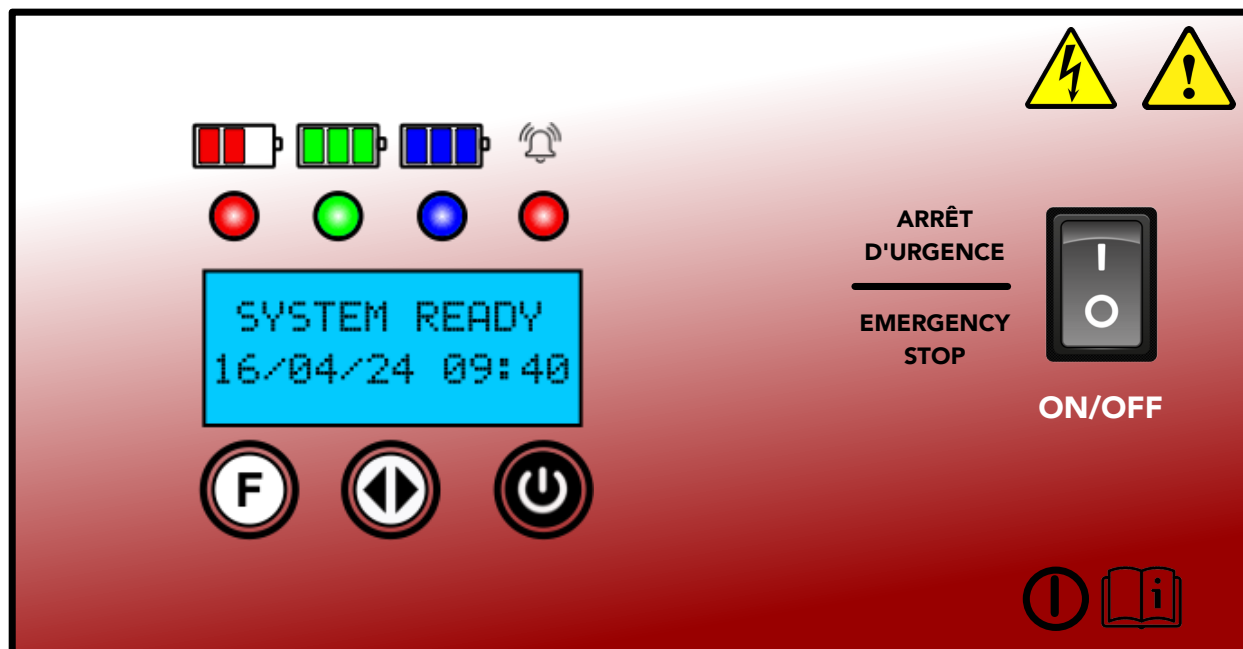 ARRÊT
D'URGENCE
EMERGENCY
STOP
I
O
ON/OFF
SYSTEM READY
16/04/24 09:40
F
i